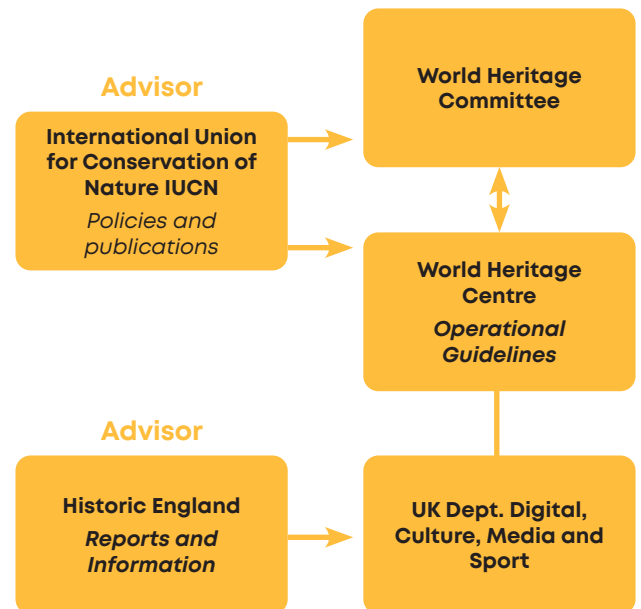 Advisor
International Union
for Conservation of
Nature IUCN
Policies and
publications
World Heritage
Committee
World Heritage
Centre
Operational
Guidelines
Advisor
Historic England
Reports and
Information
UK Dept. Digital,
Culture, Media and
Sport